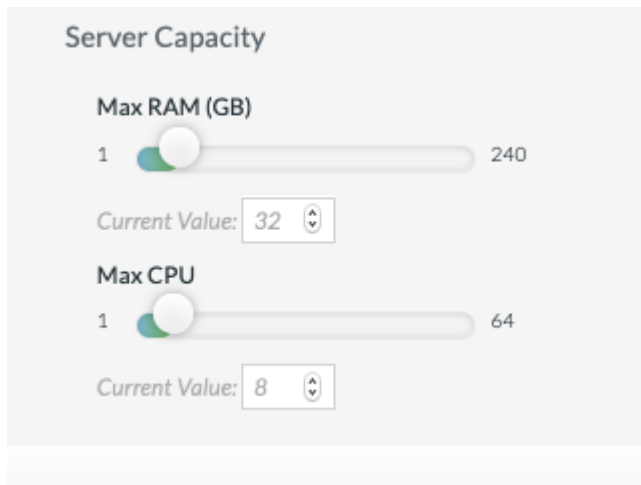 Server Capacity
Max RAM (GB)
1 240
Current Value: 32
Max CPU
1 64
Current Value: 8